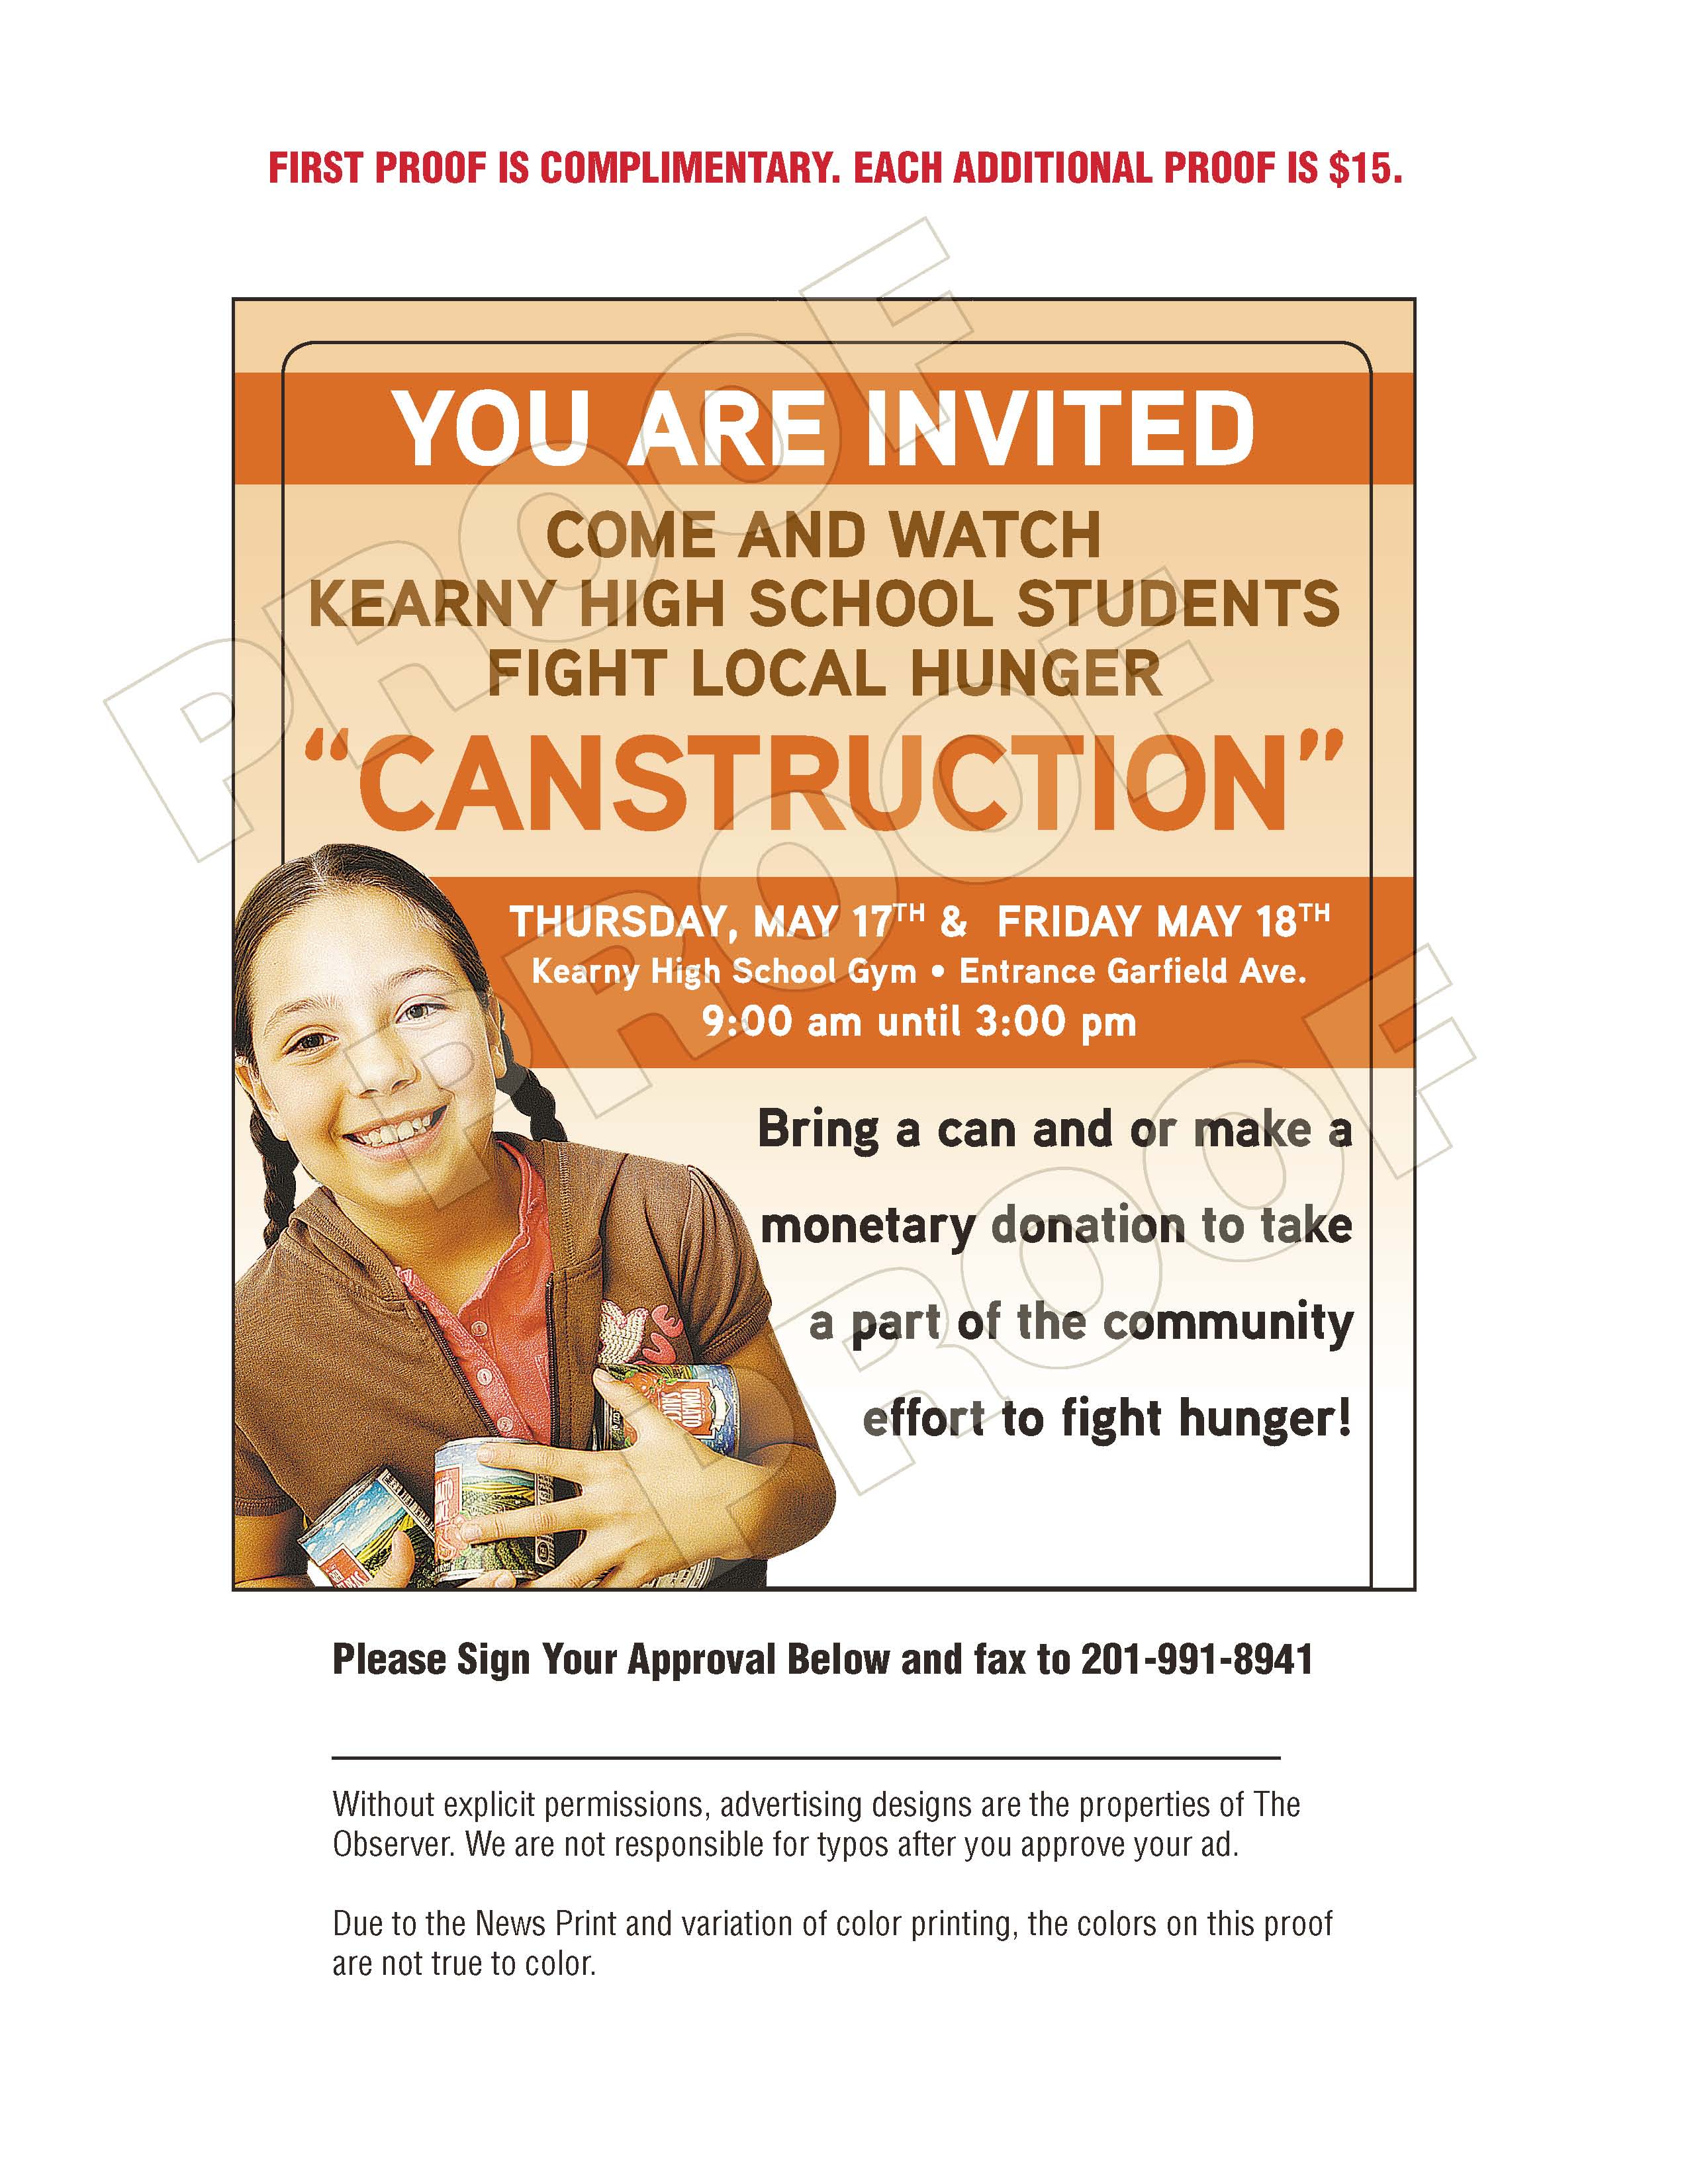 FIRST PROOF IS COMPLIMENTARY. EACH ADDITIONAL PROOF IS $15.
YOU ARE INVITED
COME AND WATCH
KEARNY HIGH SCHOOL STUDENTS
FIGHT LOCAL HUNGER
“CANSTRUCTION”
THURSDAY, MAY 17TH & FRIDAY MAY 18TH
Kearny High School Gym • Entrance Garfield Ave.
9:00 am until 3:00 pm
Bring a can and or make a
monetary donation to take
a part of the community
effort to fight hunger!
TOMATO
SAUCE
PROOF
PROOF
PROOF
Please Sign Your Approval Below and fax to 201-991-8941
Without explicit permissions, advertising designs are the properties of The
Observer. We are not responsible for typos after you approve your ad.
Due to the News Print and variation of color printing, the colors on this proof
are not true to color.